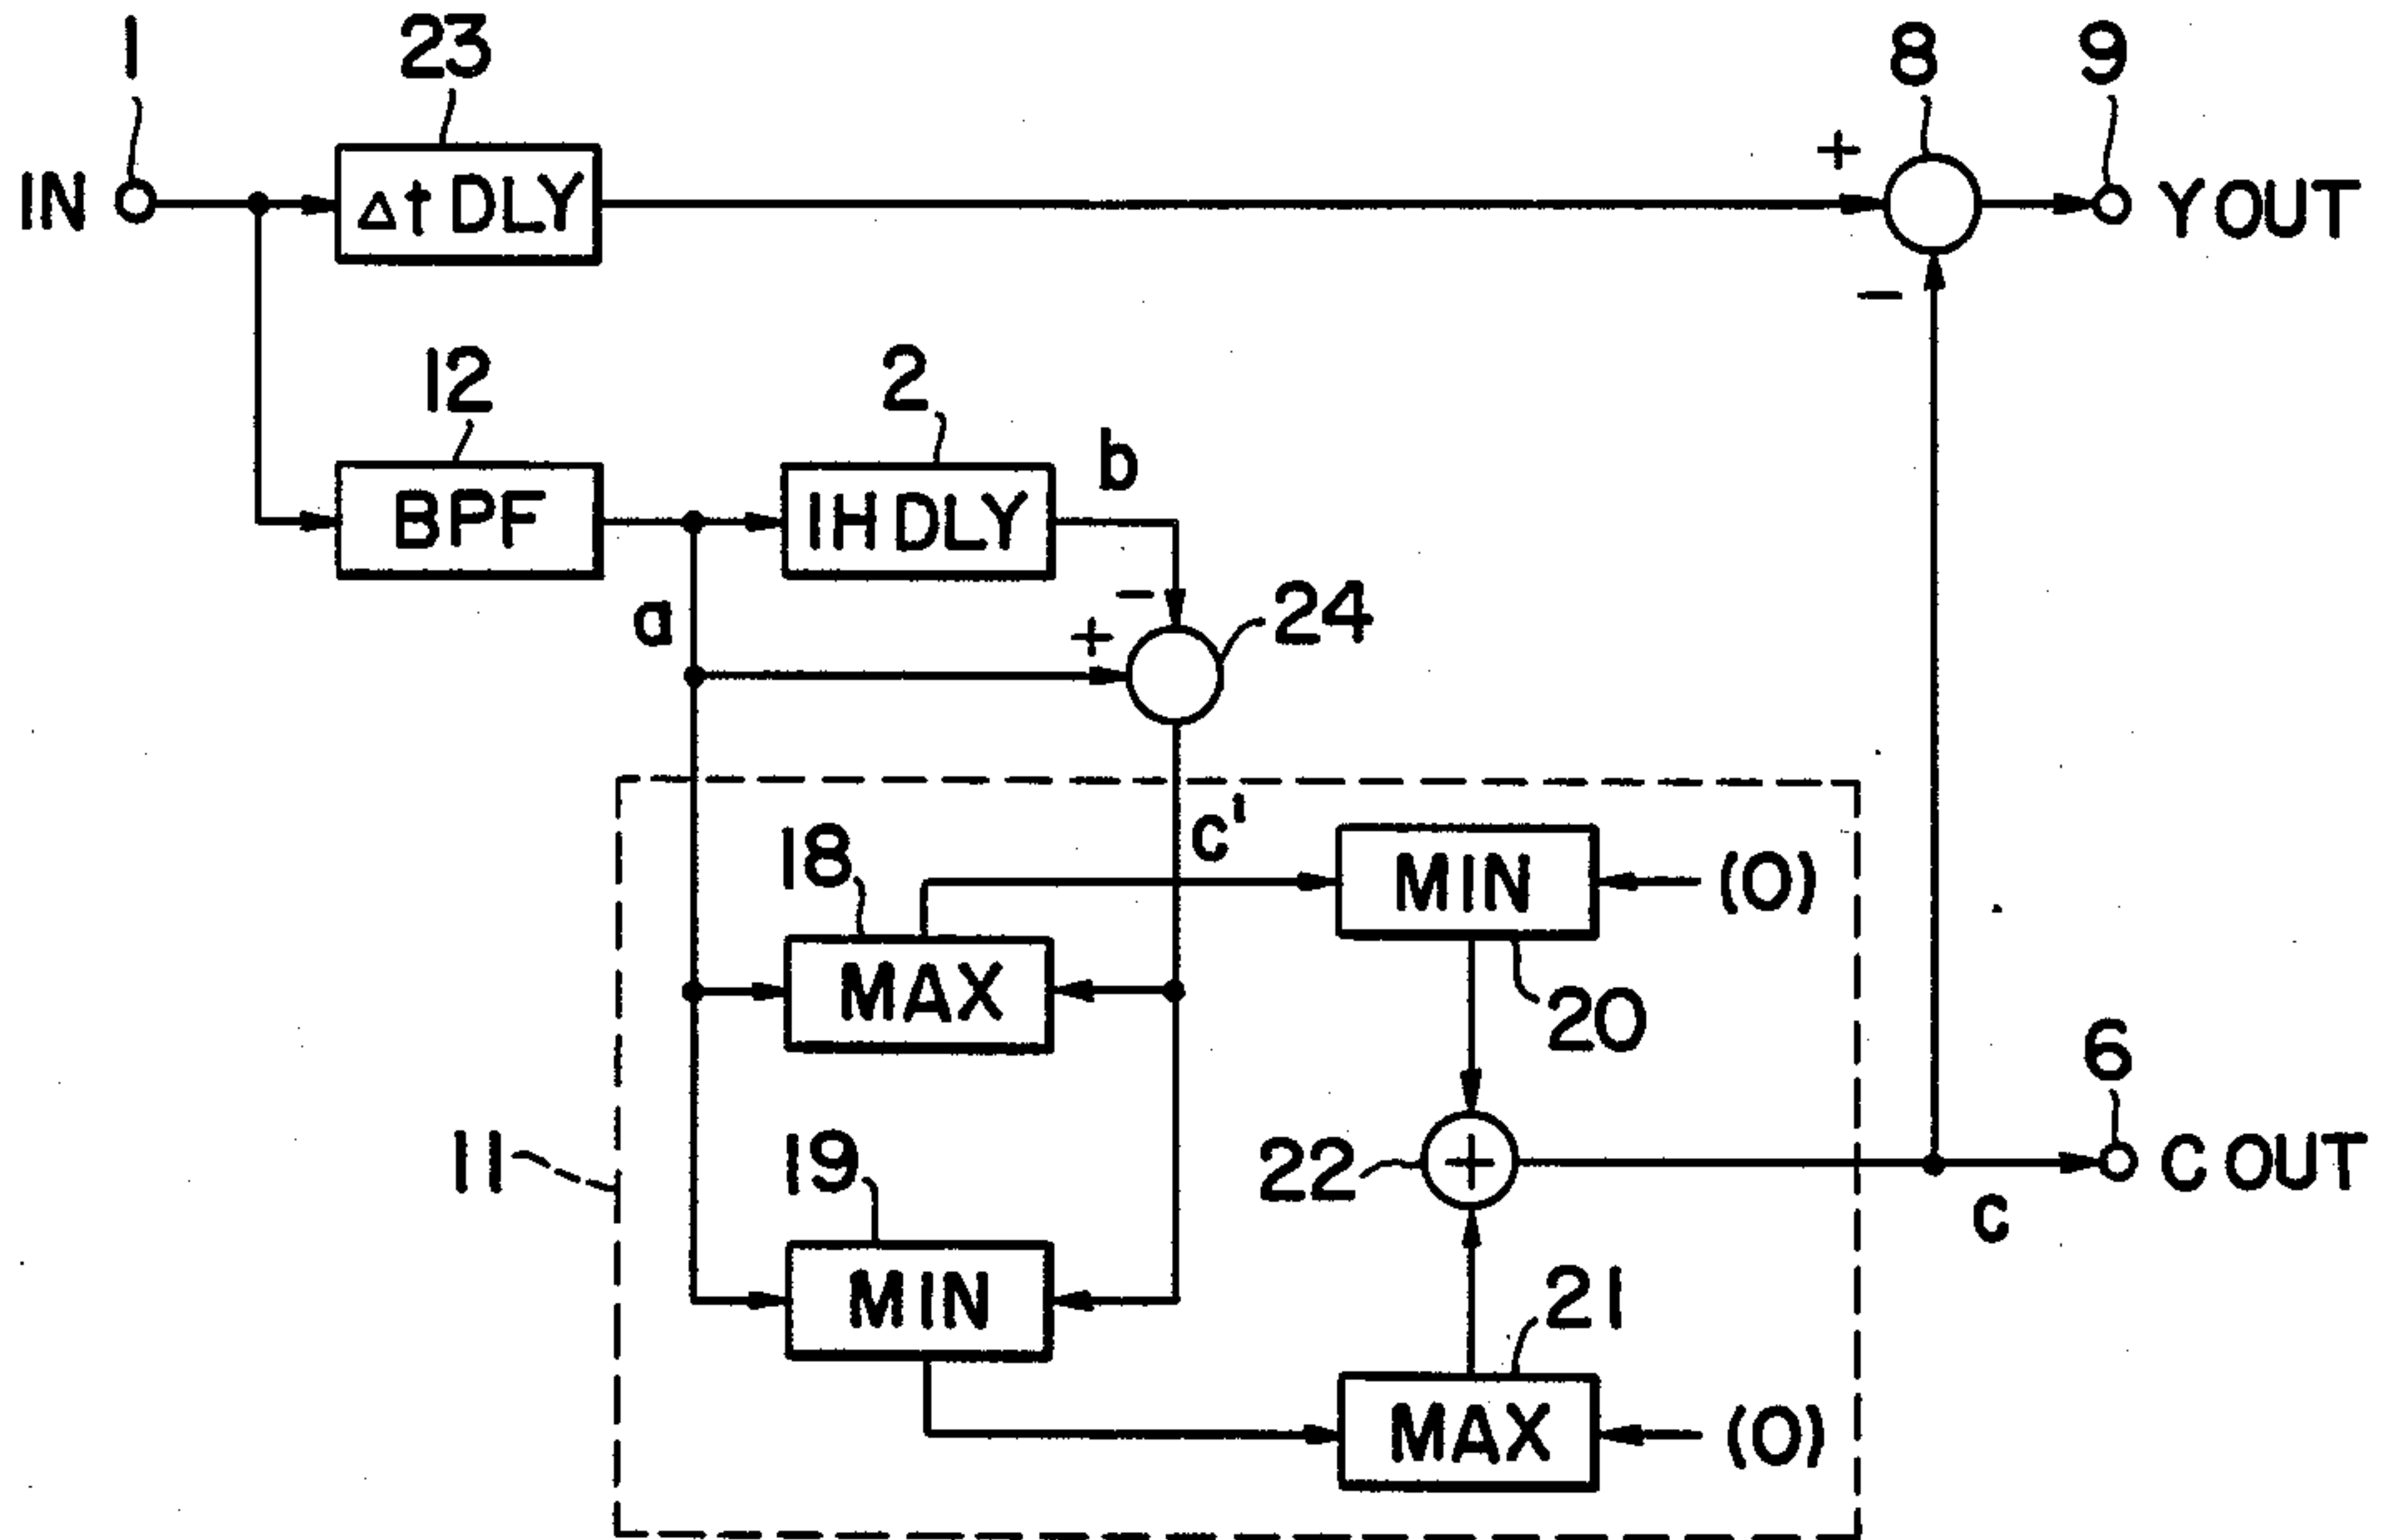 1
23
8
9
IN
Δt DLY
+
YOUT
-
12
2
b
BPF
1H DLY
a
-
+
24
c'
18
MIN
(0)
MAX
20
6
11
19
22
+
C OUT
c
MIN
21
MAX
(0)